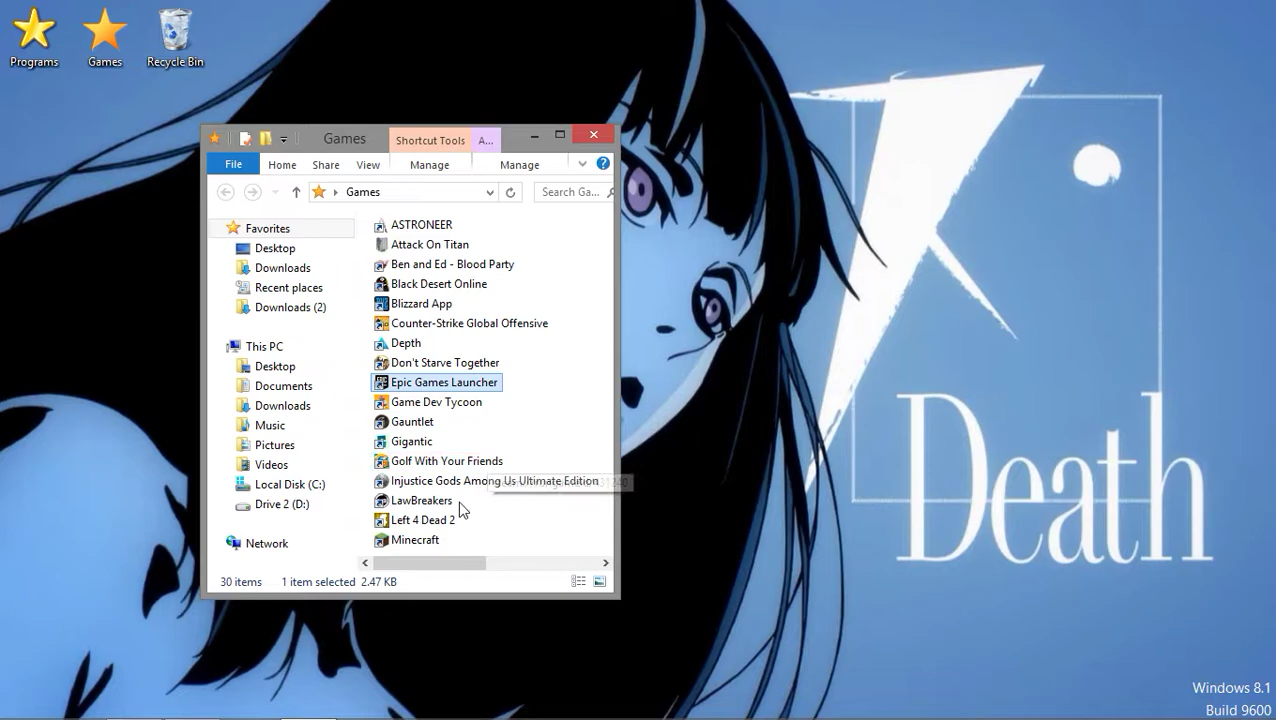 Programs
Games
Recycle Bin
Games
Shortcut Tools
A...
File
Home
Share
View
Manage
Manage
Games
Search Ga...
Favorites
Desktop
Downloads
Recent places
Downloads (2)
This PC
Desktop
Documents
Downloads
Music
Pictures
Videos
Local Disk (C:)
Drive 2 (D:)
Network
ASTRONEER
Attack On Titan
Ben and Ed - Blood Party
Black Desert Online
Blizzard App
Counter-Strike Global Offensive
Depth
Don't Starve Together
Epic Games Launcher
Game Dev Tycoon
Gauntlet
Gigantic
Golf With Your Friends
Injustice Gods Among Us Ultimate Edition
LawBreakers
Left 4 Dead 2
Minecraft
30 items
1 item selected 2.47 KB
Death
Windows 8.1
Build 9600